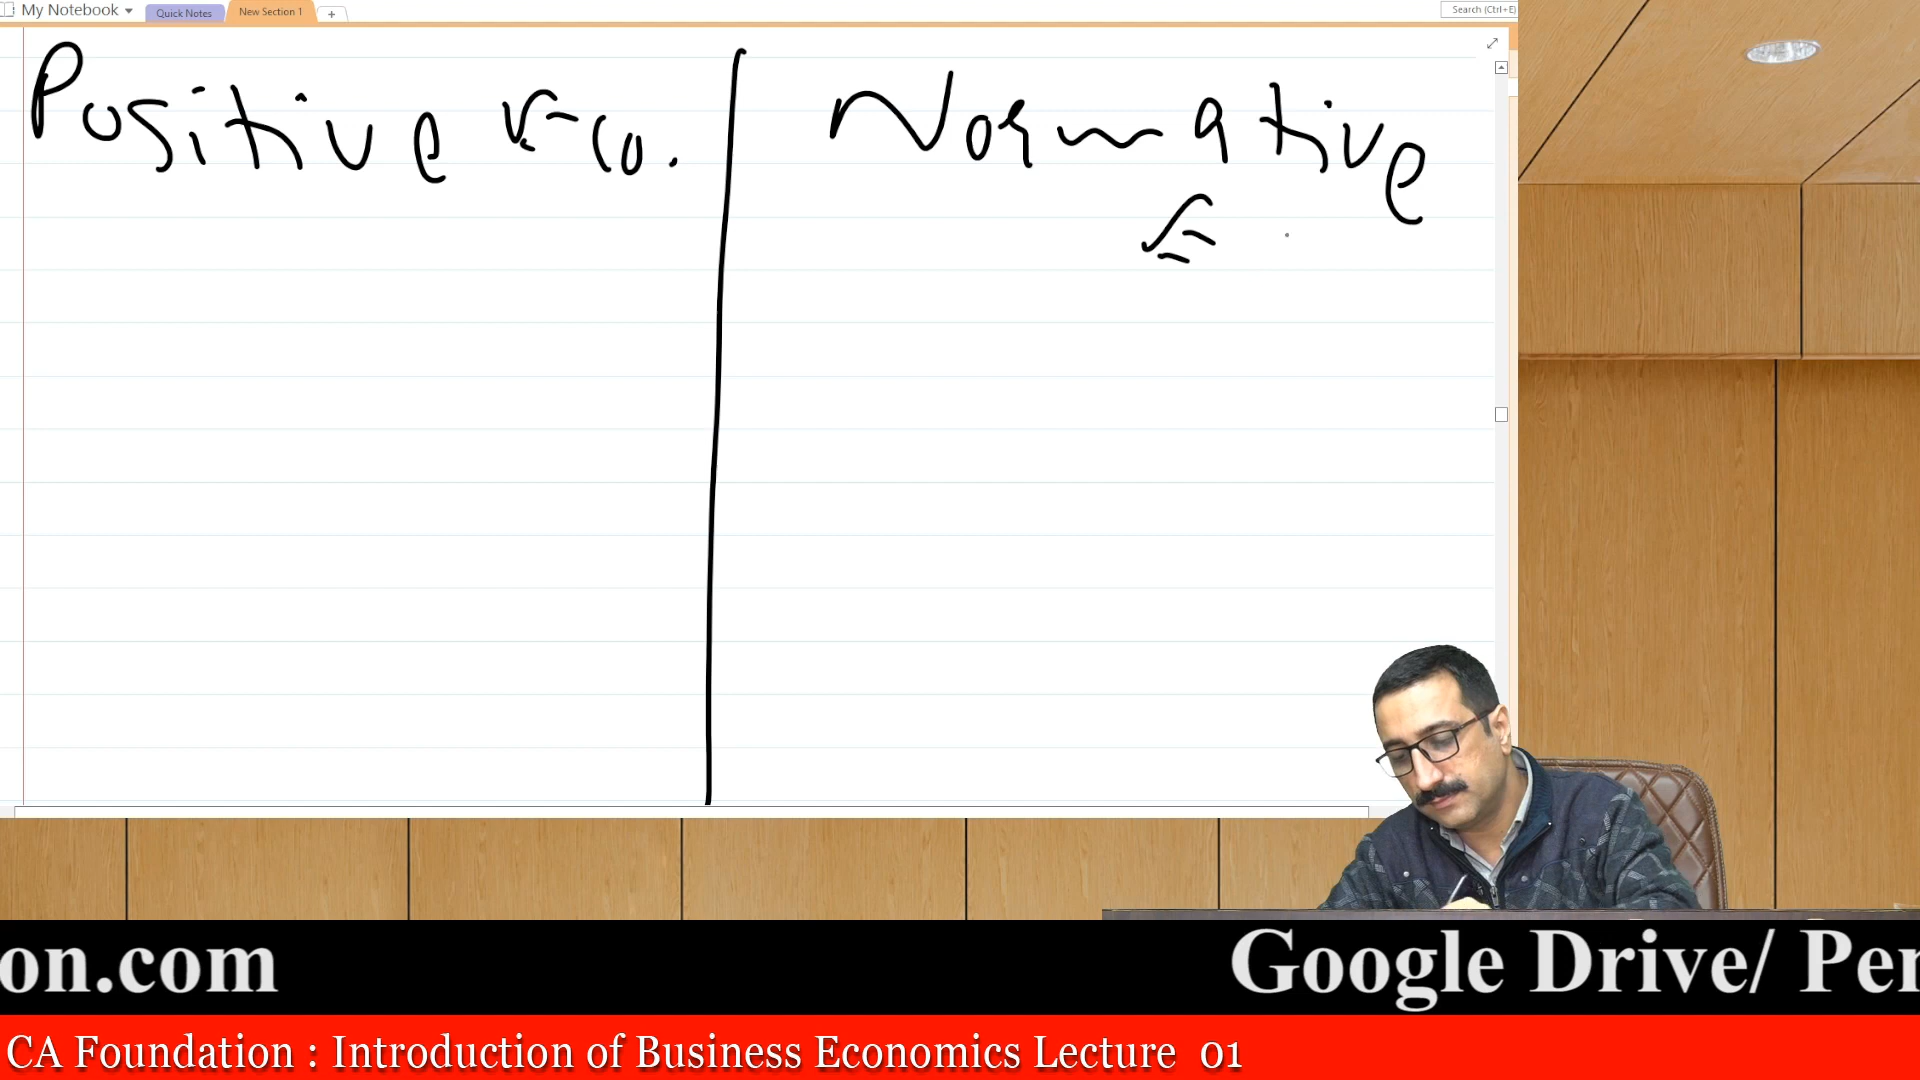 My Notebook
Quick Notes
New Section 1
+
Search (Ctrl+E)
Positive Eco.
Normative
E
on.com
Google Drive/ Per
CA Foundation : Introduction of Business Economics Lecture 01